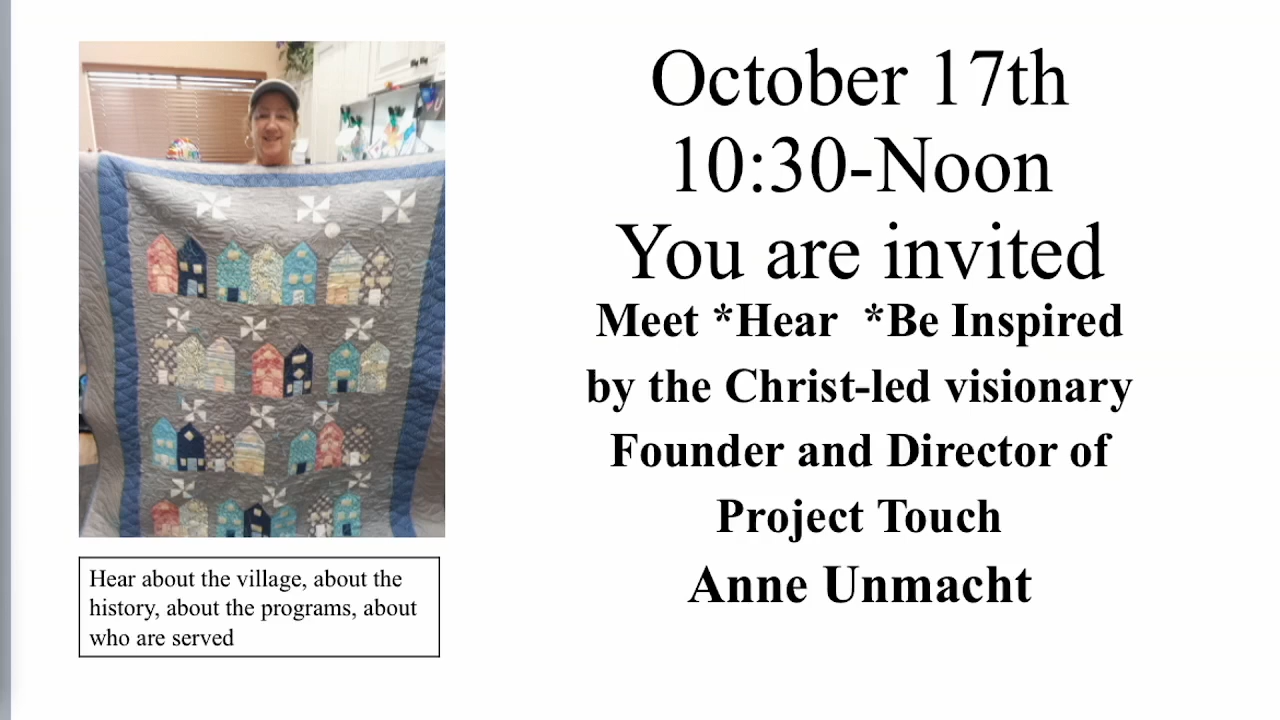 October 17th
10:30-Noon
You are invited
Meet *Hear  *Be Inspired
by the Christ-led visionary
Founder and Director of
Project Touch
Anne Unmacht
Hear about the village, about the
history, about the programs, about
who are served